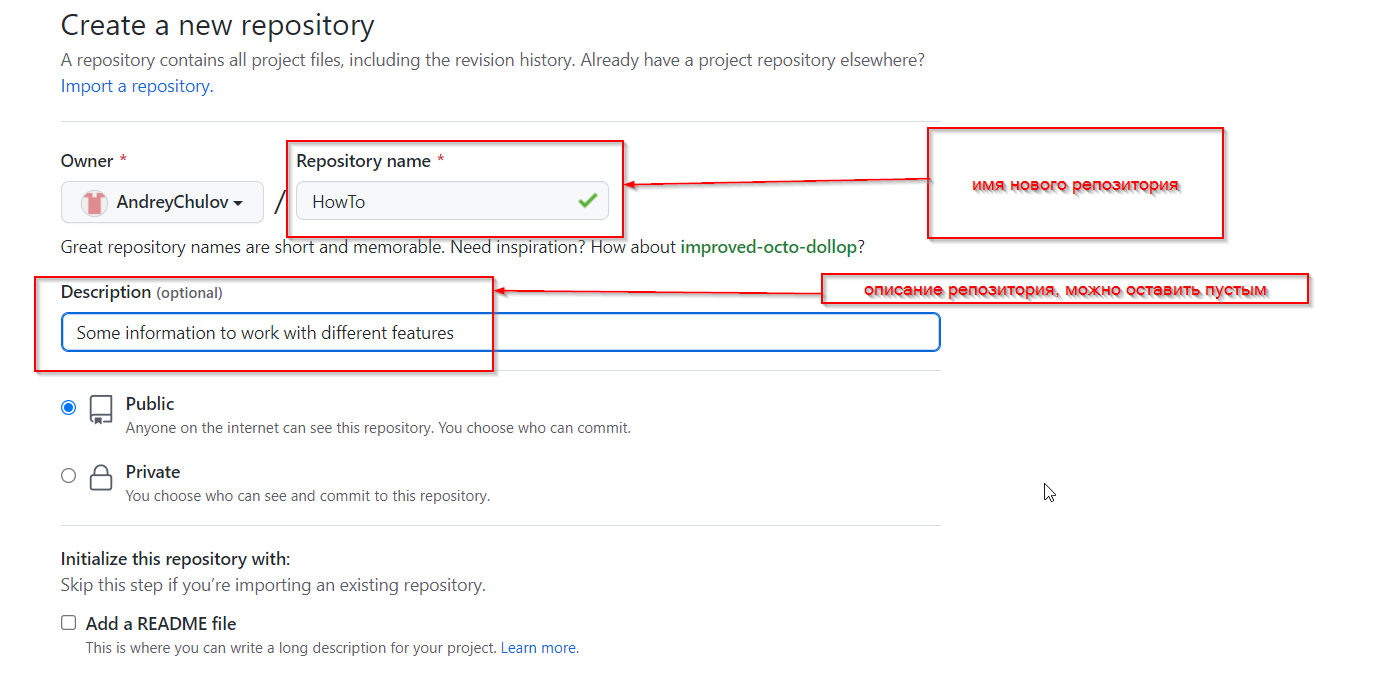 Create a new repository
A repository contains all project files, including the revision history. Already have a project repository elsewhere?
Import a repository.
Owner *
Repository name *
AndreyChulov
/
HowTo
имя нового репозитория
Great repository names are short and memorable. Need inspiration? How about improved-octo-dollop?
Description (optional)
описание репозитория, можно оставить пустым
Some information to work with different features
Public
Anyone on the internet can see this repository. You choose who can commit.
Private
You choose who can see and commit to this repository.
Initialize this repository with:
Skip this step if you’re importing an existing repository.
Add a README file
This is where you can write a long description for your project. Learn more.